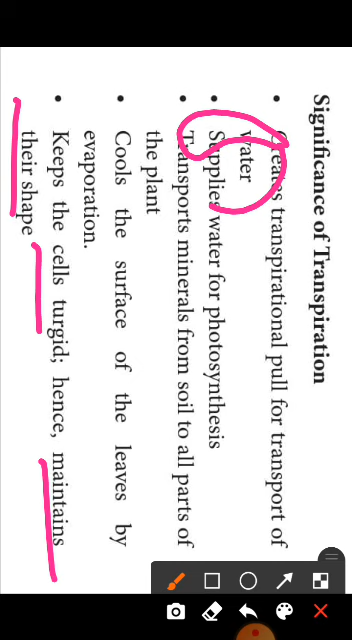 Significance of Transpiration
• Creates transpirational pull for transport of
water
• Supplies water for photosynthesis
• Transports minerals from soil to all parts of
the plant
• Cools the surface of the leaves by
evaporation.
• Keeps the cells turgid; hence, maintains
their shape